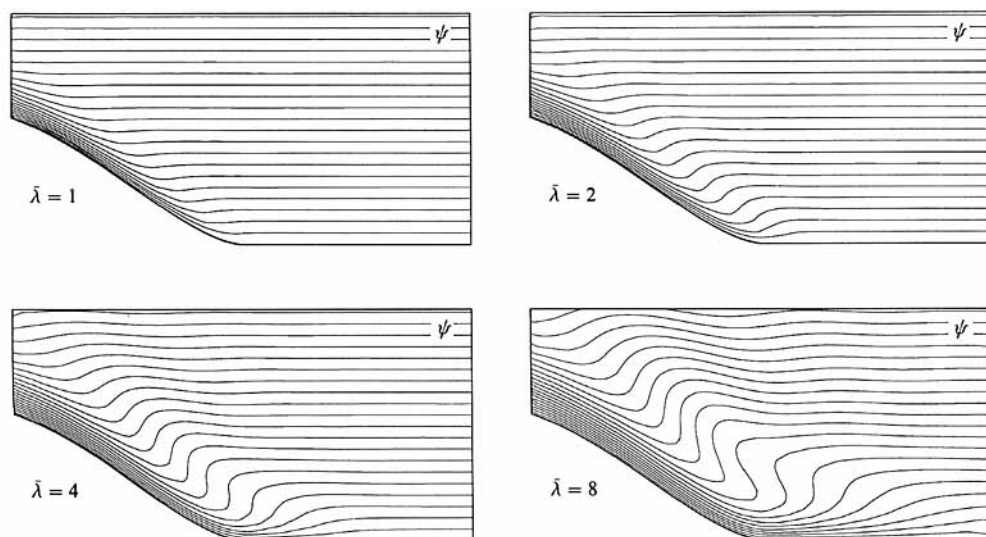 ψ
ψ
λ̄ = 1
λ̄ = 2
ψ
ψ
λ̄ = 4
λ̄ = 8